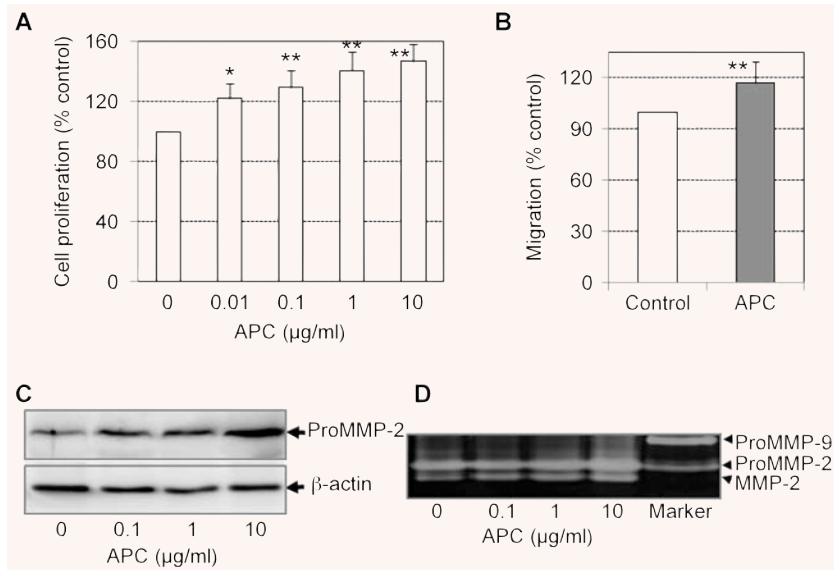 A
Cell proliferation (% control)
160
120
80
40
0
*
**
**
**
0 0.01 0.1 1 10
APC (µg/ml)
B
Migration (% control)
120
90
60
30
0
**
Control APC
C
ProMMP-2
β-actin
0 0.1 1 10
APC (µg/ml)
D
ProMMP-9
ProMMP-2
MMP-2
0 0.1 1 10 Marker
APC (µg/ml)